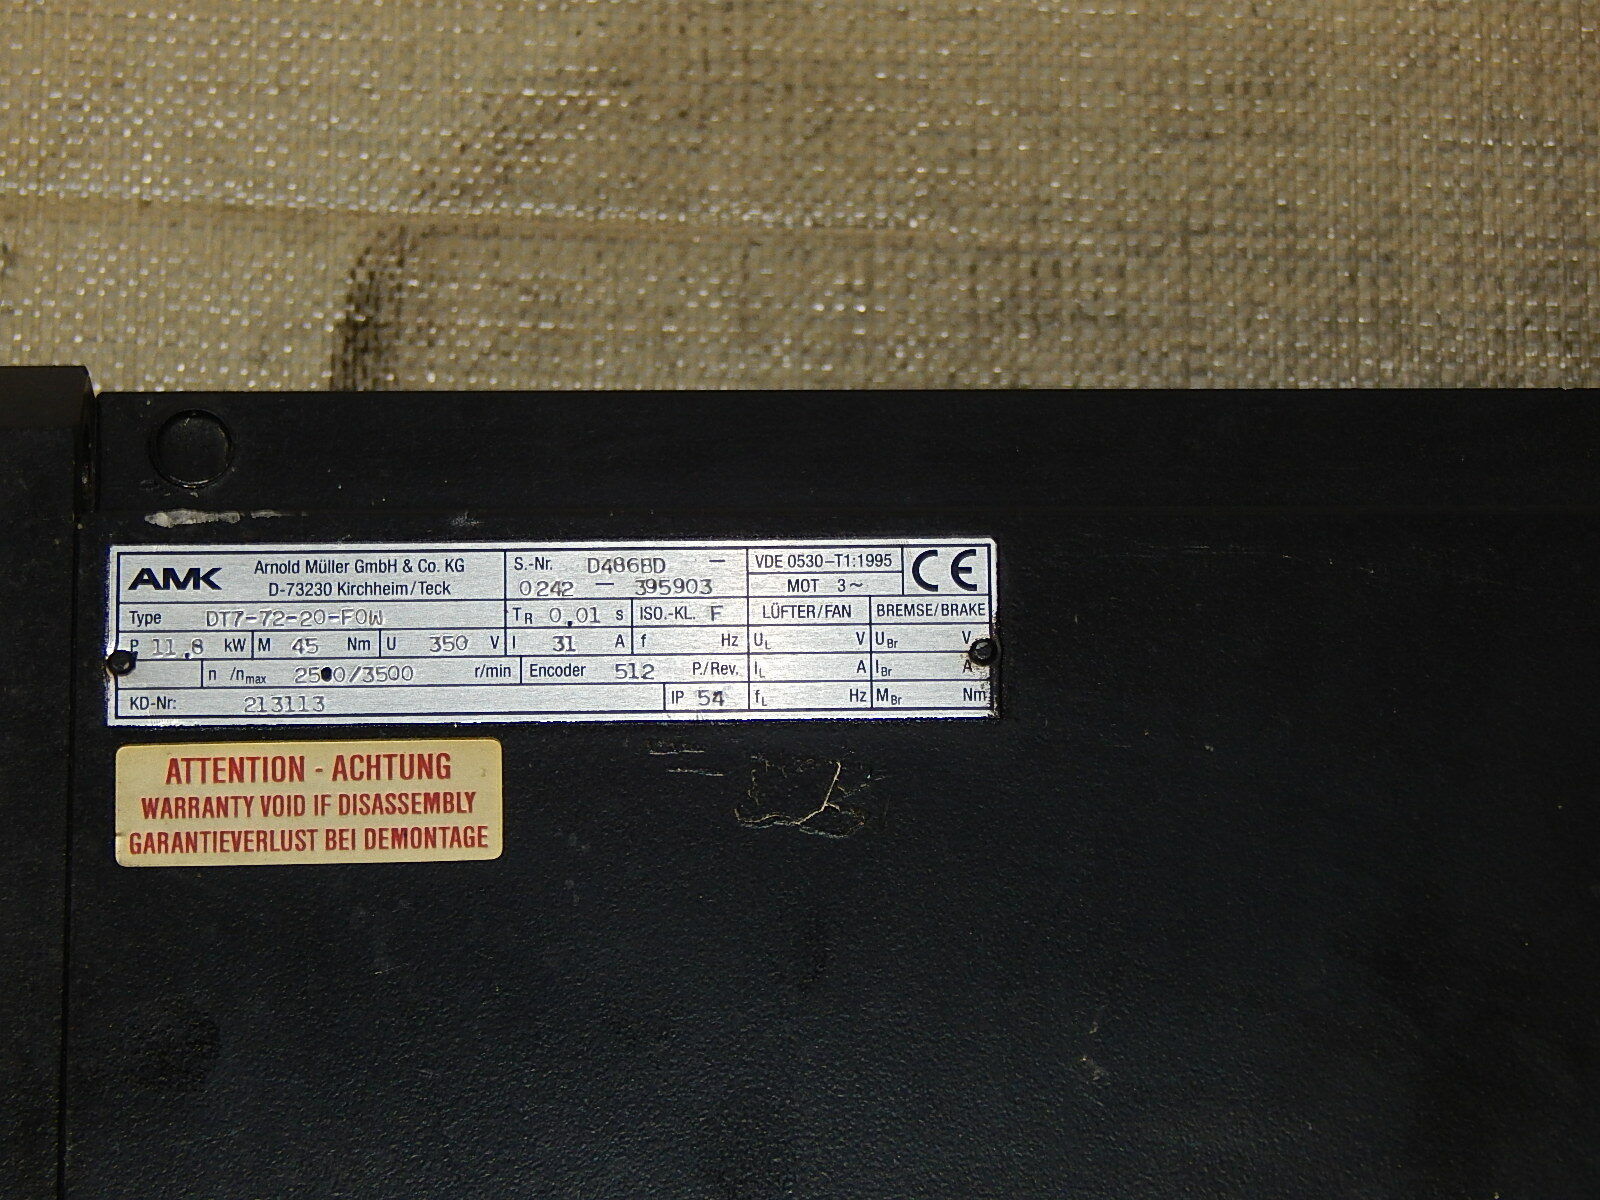 AMK Arnold Müller GmbH & Co. KG
D-73230 Kirchheim/Teck
S.-Nr. D486BD -
0242 - 395903
VDE 0530-T1:1995
MOT 3~
CE
Type DT7-72-20-FOW
TR 0,01 s ISO.-KL. F
LÜFTER/FAN BREMSE/BRAKE
P 11,8 kW M 45 Nm U 350 V I 31 A f Hz UL V UBr V
n /nmax 2500/3500 r/min Encoder 512 P./Rev. IL A IBr A
KD-Nr: 213113 IP 54 fL Hz MBr Nm
ATTENTION - ACHTUNG
WARRANTY VOID IF DISASSEMBLY
GARANTIEVERLUST BEI DEMONTAGE